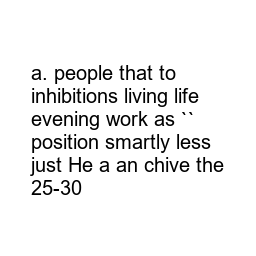 a. people that to
inhibitions living life
evening work as ``
position smartly less
just He a an chive the
25-30